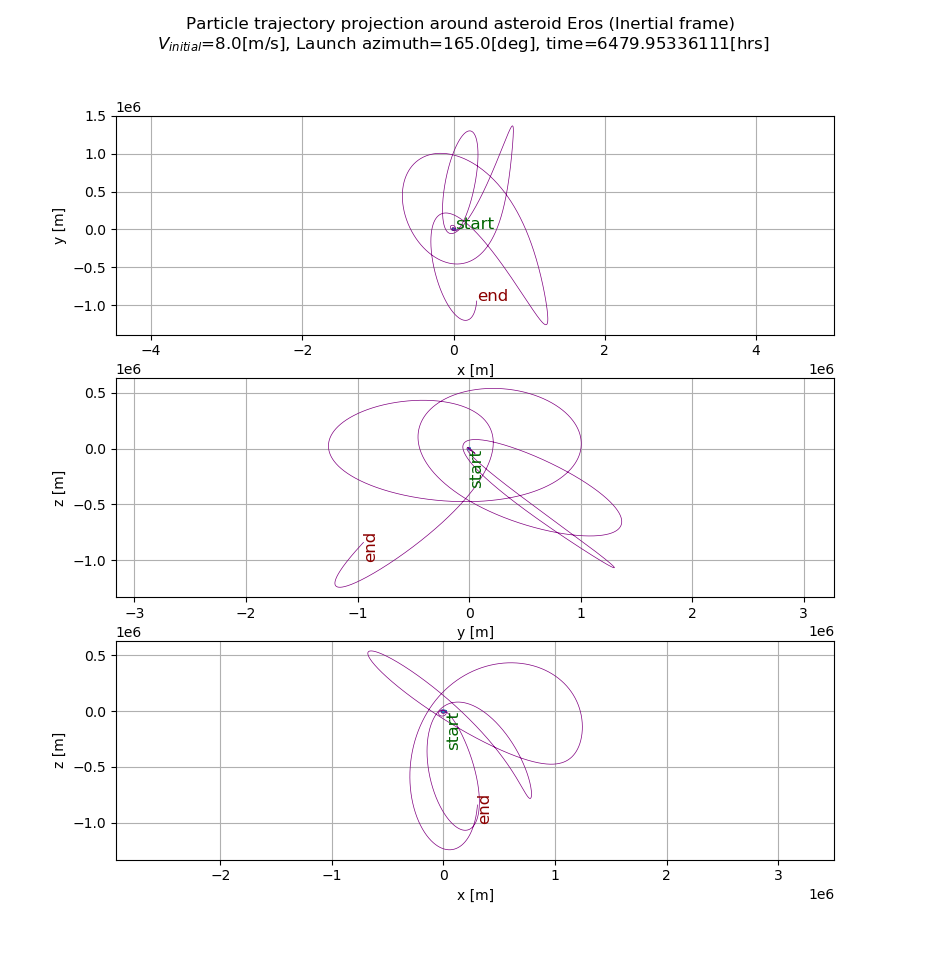 Particle trajectory projection around asteroid Eros (Inertial frame)
V_initial=8.0[m/s], Launch azimuth=165.0[deg], time=6479.95336111[hrs]
1e6
1.5
1.0
0.5
0.0
−0.5
−1.0
y [m]
start
end
−4
−2
0
2
4
x [m]
1e6
1e6
0.5
0.0
−0.5
−1.0
z [m]
start
end
−3
−2
−1
0
1
2
3
y [m]
1e6
1e6
0.5
0.0
−0.5
−1.0
z [m]
start
end
−2
−1
0
1
2
3
x [m]
1e6